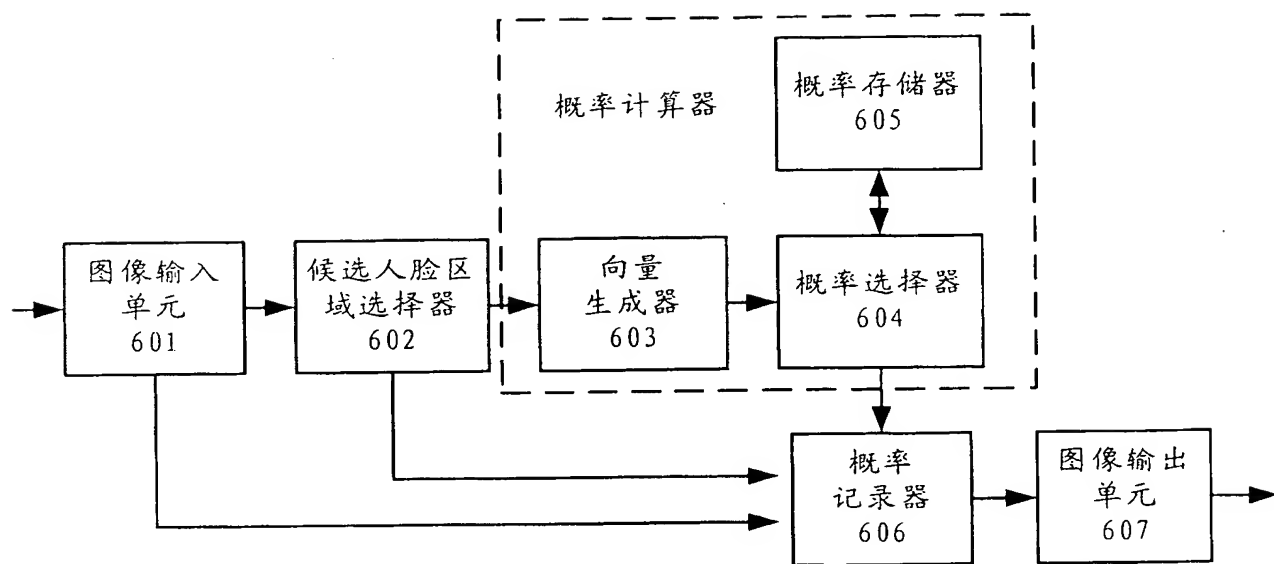 概率计算器
概率存储器
605
图像输入
单元
601
候选人脸区
域选择器
602
向量
生成器
603
概率选择器
604
概率
记录器
606
图像输出
单元
607